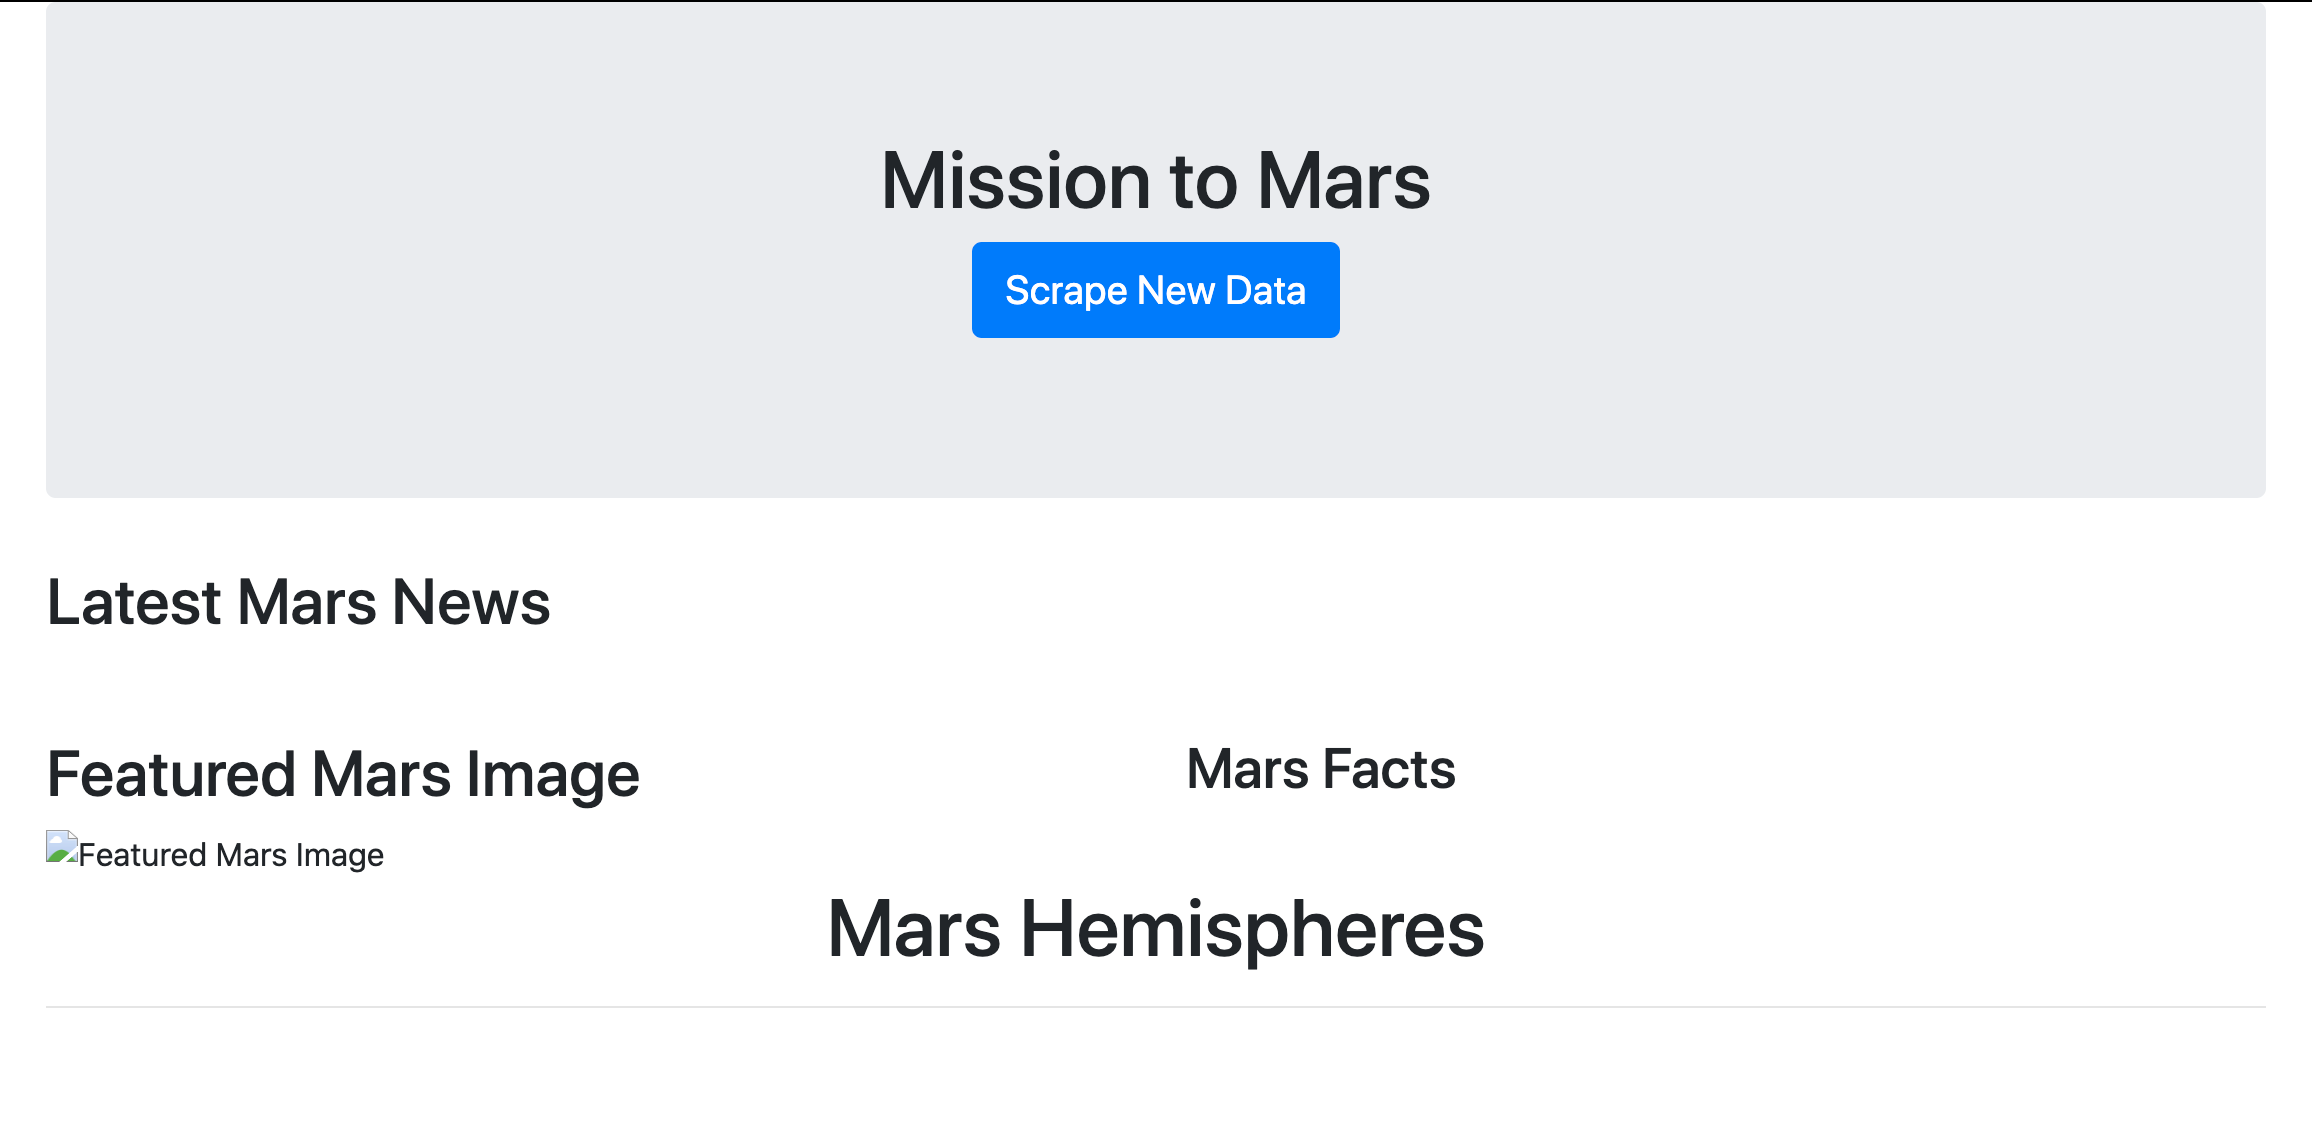 Mission to Mars
Scrape New Data
Latest Mars News
Featured Mars Image
Mars Facts
Featured Mars Image
Mars Hemispheres